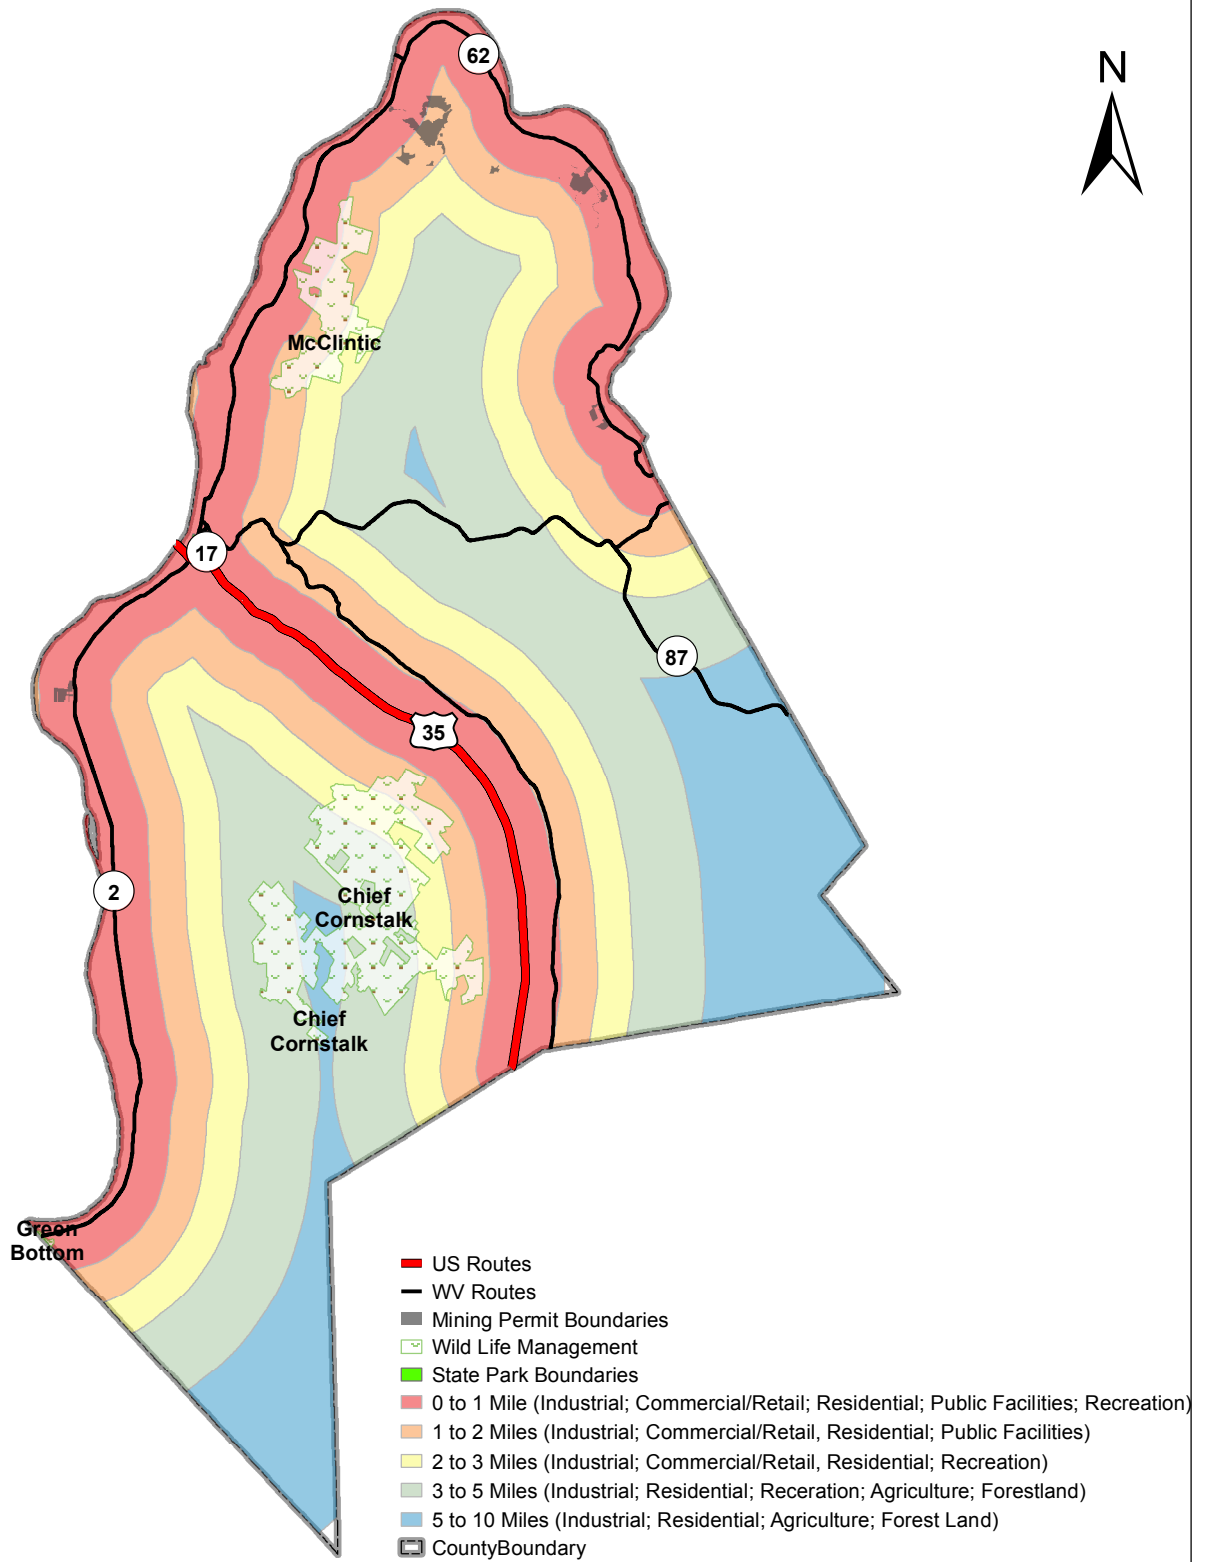 62
N
McClintic
17
87
35
2
Chief
Cornstalk
Chief
Cornstalk
Green
Bottom
US Routes
WV Routes
Mining Permit Boundaries
Wild Life Management
State Park Boundaries
0 to 1 Mile (Industrial; Commercial/Retail; Residential; Public Facilities; Recreation)
1 to 2 Miles (Industrial; Commercial/Retail, Residential; Public Facilities)
2 to 3 Miles (Industrial; Commercial/Retail, Residential; Recreation)
3 to 5 Miles (Industrial; Residential; Receration; Agriculture; Forestland)
5 to 10 Miles (Industrial; Residential; Agriculture; Forest Land)
CountyBoundary